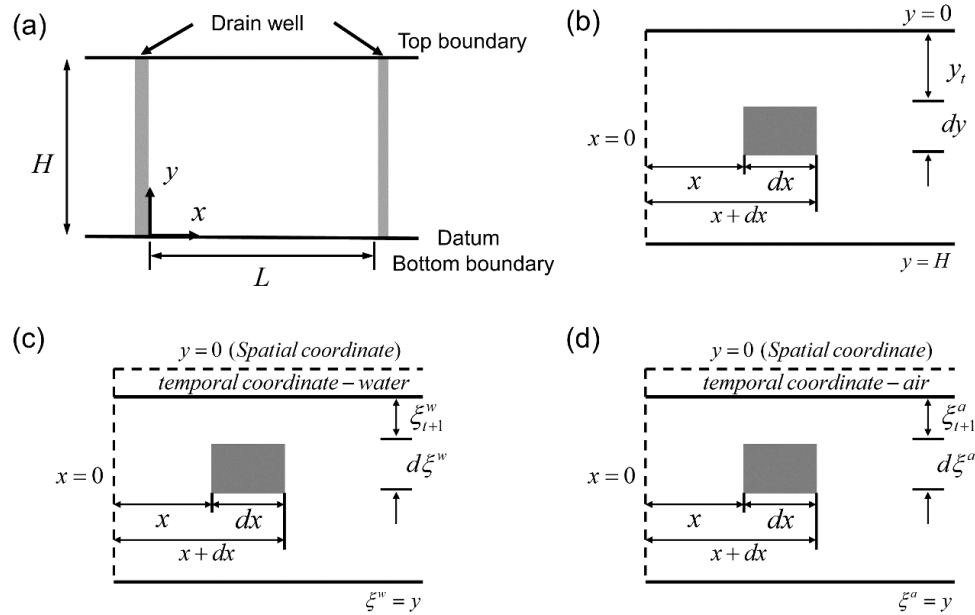 (a)
Drain well
Top boundary
H
y
x
Datum
Bottom boundary
L
(b)
y = 0
y_t
dy
x = 0
x
dx
x + dx
y = H
(c)
y = 0 (Spatial coordinate)
temporal coordinate – water
ξ^w_{t+1}
dξ^w
x = 0
x
dx
x + dx
ξ^w = y
(d)
y = 0 (Spatial coordinate)
temporal coordinate – air
ξ^a_{t+1}
dξ^a
x = 0
x
dx
x + dx
ξ^a = y